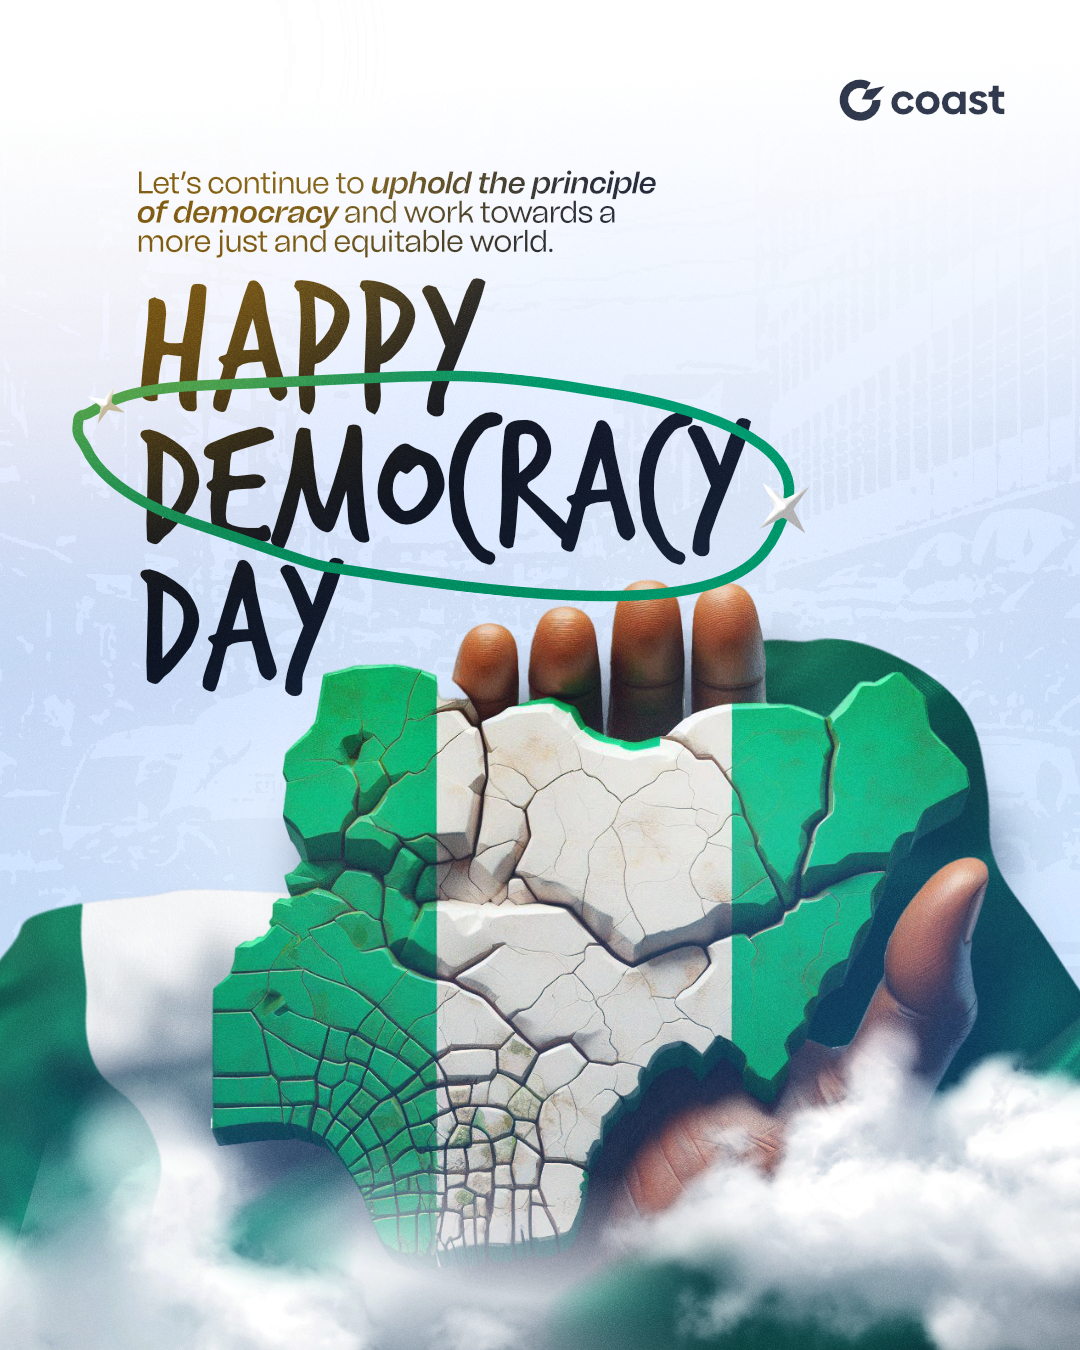 coast
Let's continue to uphold the principle
of democracy and work towards a
more just and equitable world.
HAPPY
DEMOCRACY
DAY